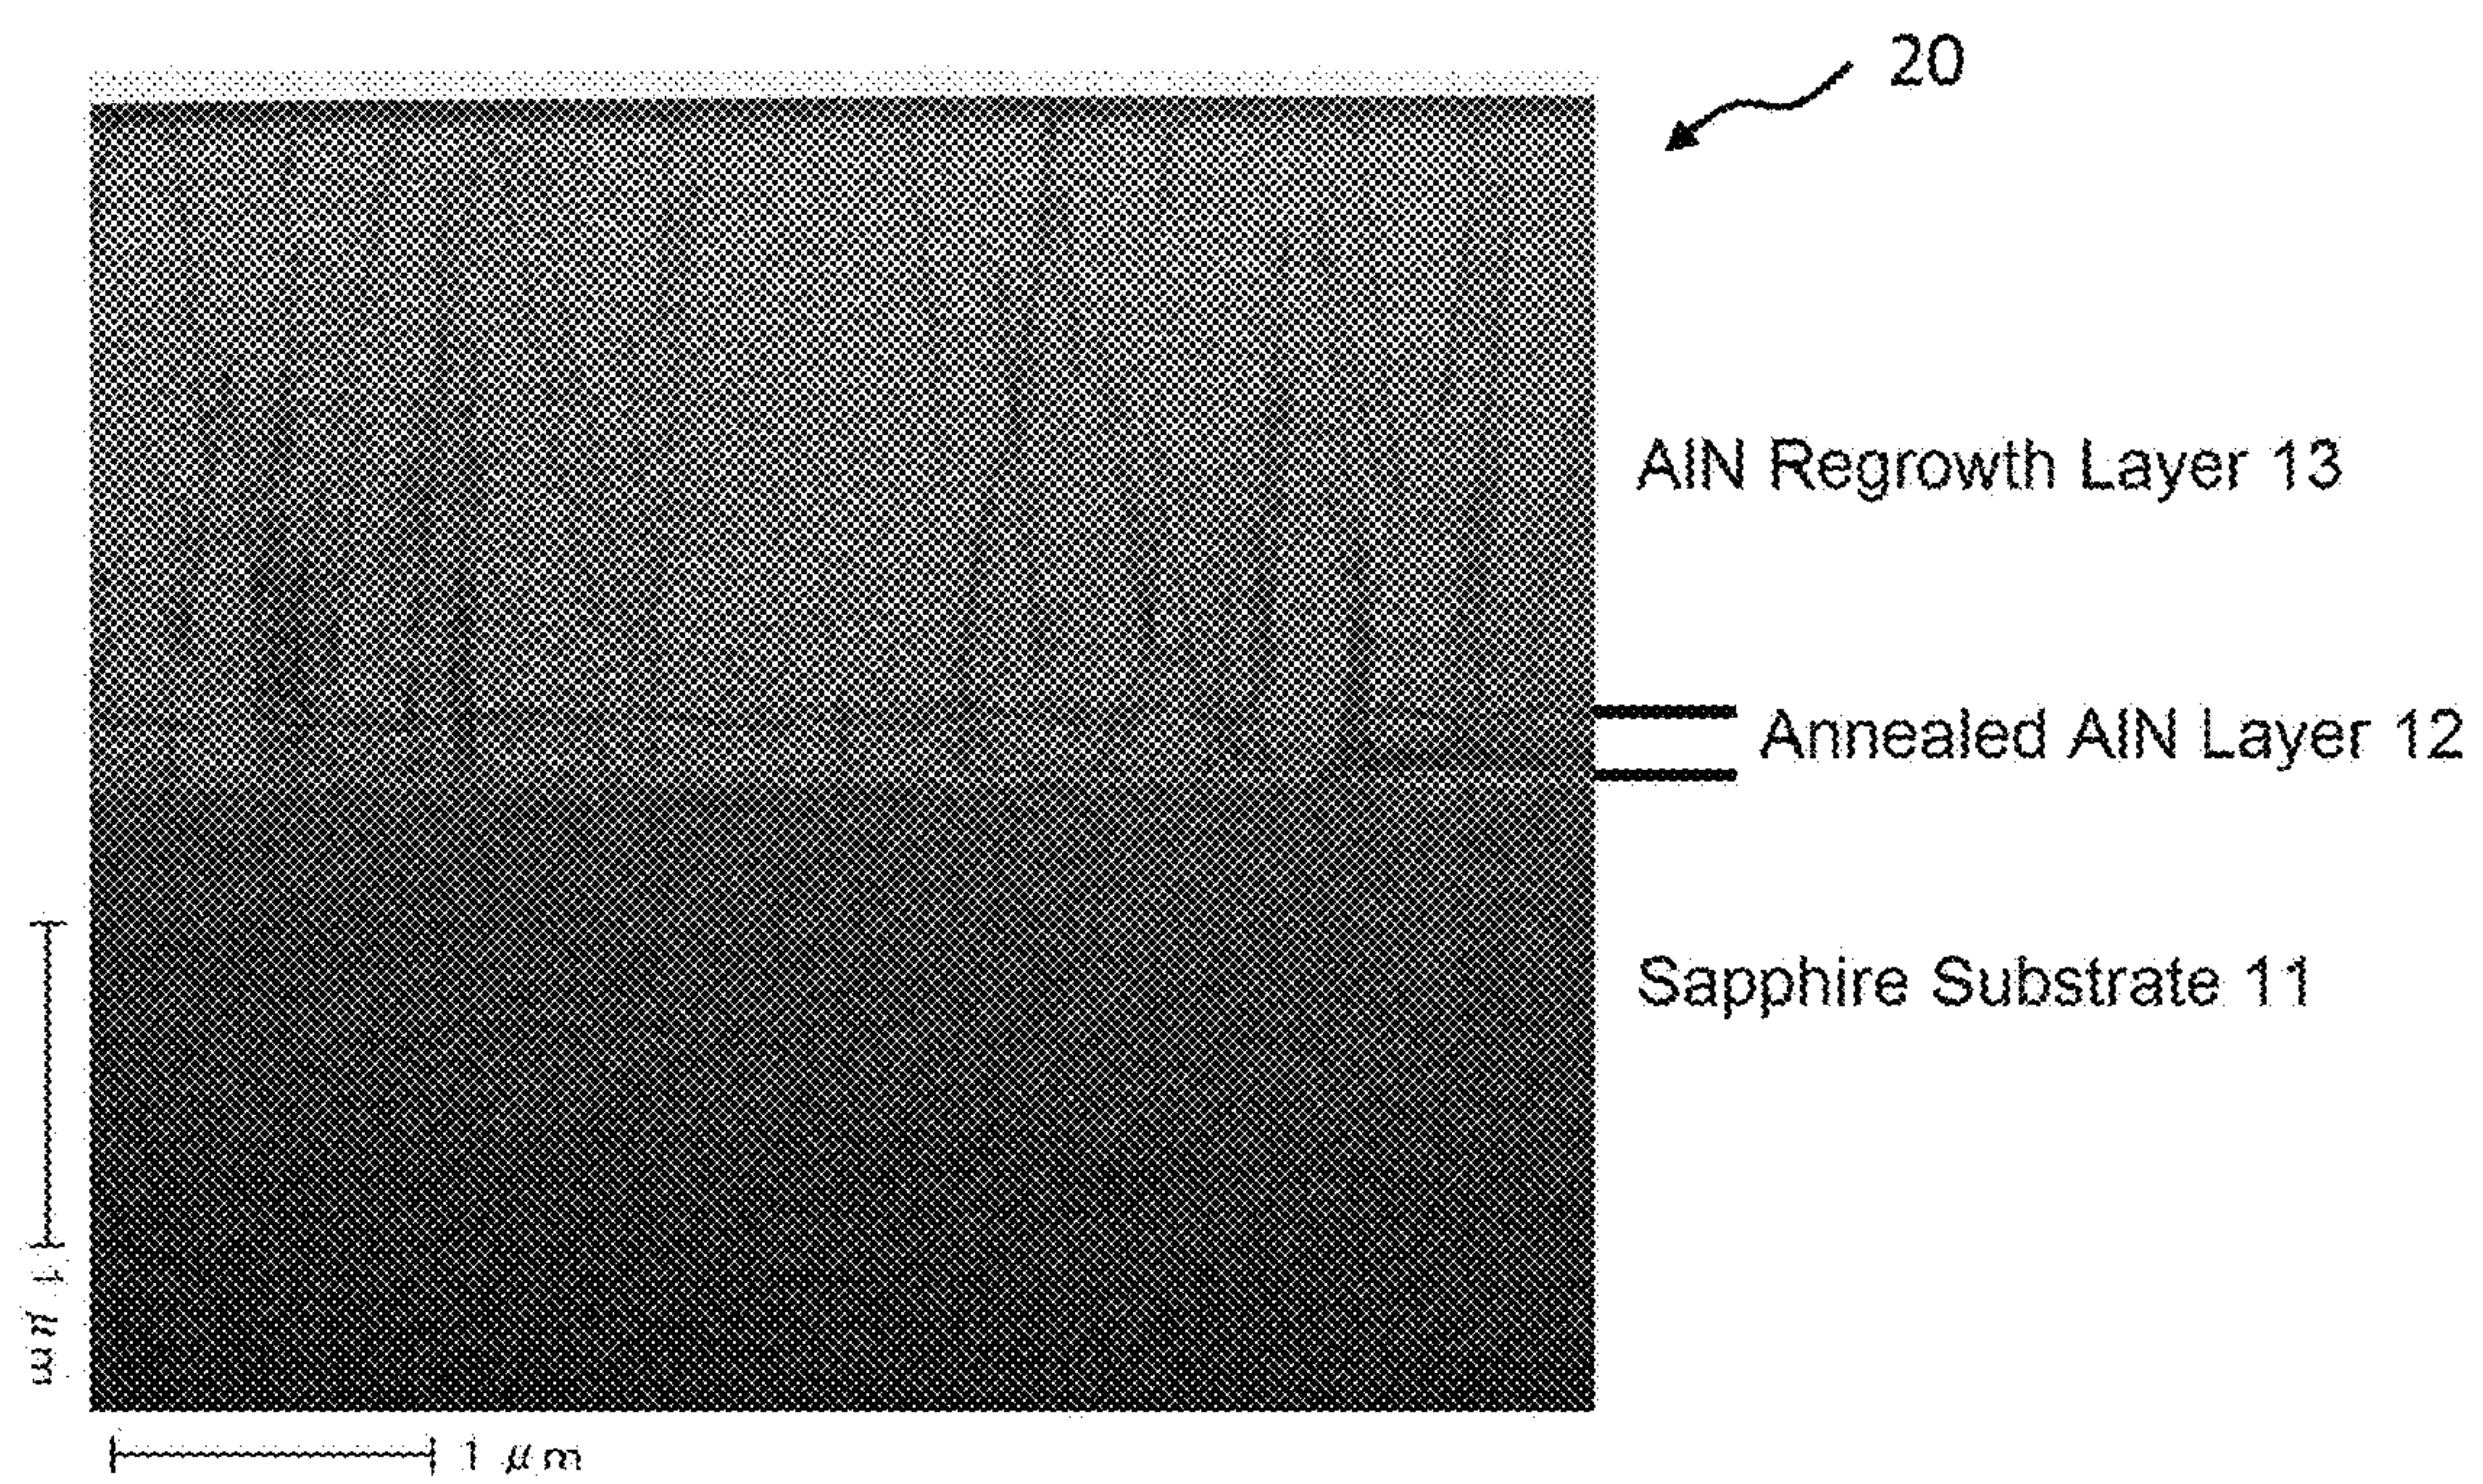 20
AlN Regrowth Layer 13
Annealed AlN Layer 12
Sapphire Substrate 11
1 μm
1 μm